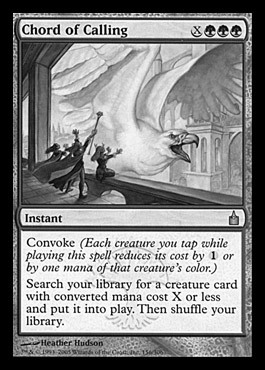 Chord of Calling X
Instant
Convoke (Each creature you tap while
playing this spell reduces its cost by 1 or
by one mana of that creature's color.)
Search your library for a creature card
with converted mana cost X or less
and put it into play. Then shuffle your
library.
Heather Hudson